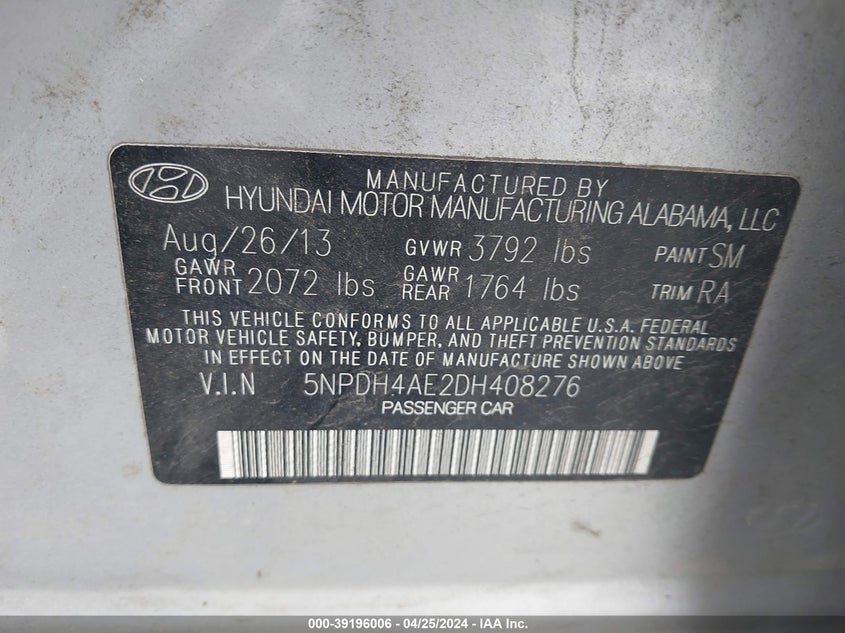 MANUFACTURED BY
HYUNDAI MOTOR MANUFACTURING ALABAMA, LLC
Aug/26/13 GVWR 3792 lbs PAINT SM
GAWR FRONT 2072 lbs GAWR REAR 1764 lbs TRIM RA
THIS VEHICLE CONFORMS TO ALL APPLICABLE U.S.A. FEDERAL
MOTOR VEHICLE SAFETY, BUMPER, AND THEFT PREVENTION STANDARDS
IN EFFECT ON THE DATE OF MANUFACTURE SHOWN ABOVE
V.I.N 5NPDH4AE2DH408276
PASSENGER CAR
000-39196006 - 04/25/2024 - IAA Inc.